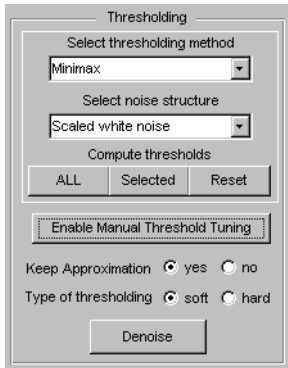 Thresholding
Select thresholding method
Minimax
Select noise structure
Scaled white noise
Compute thresholds
ALL Selected Reset
Enable Manual Threshold Tuning
Keep Approximation yes no
Type of thresholding soft hard
Denoise